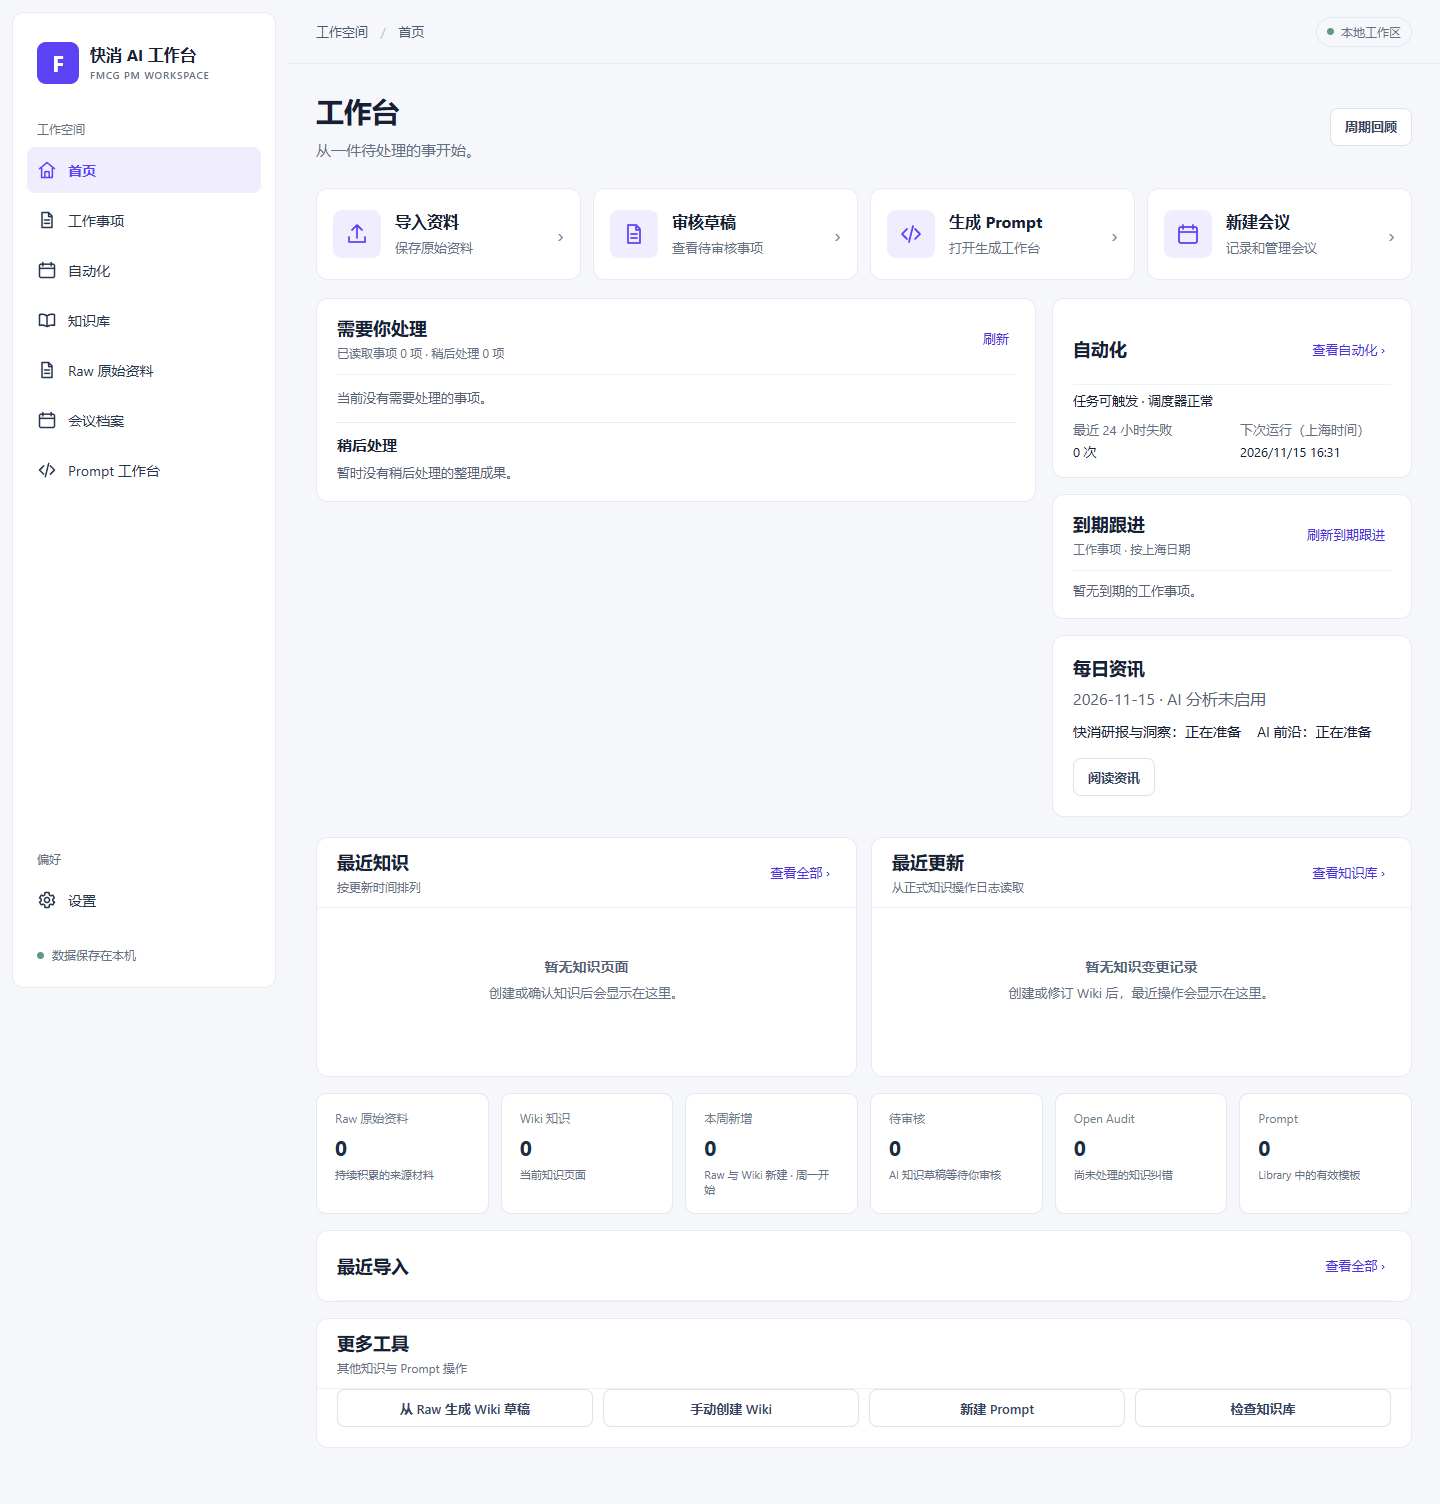 F
快消 AI 工作台
FMCG PM WORKSPACE
工作空间
首页
工作事项
自动化
知识库
Raw 原始资料
会议档案
Prompt 工作台
偏好
设置
数据保存在本机
工作空间 / 首页
本地工作区
工作台
从一件待处理的事开始。
周期回顾
导入资料
保存原始资料
审核草稿
查看待审核事项
生成 Prompt
打开生成工作台
新建会议
记录和管理会议
需要你处理
已读取事项 0 项 · 稍后处理 0 项
刷新
当前没有需要处理的事项。
稍后处理
暂时没有稍后处理的整理成果。
自动化
查看自动化 ›
任务可触发 · 调度器正常
最近 24 小时失败
0 次
下次运行（上海时间）
2026/11/15 16:31
到期跟进
工作事项 · 按上海日期
刷新到期跟进
暂无到期的工作事项。
每日资讯
2026-11-15 · AI 分析未启用
快消研报与洞察：正在准备 AI 前沿：正在准备
阅读资讯
最近知识
按更新时间排列
查看全部 ›
暂无知识页面
创建或确认知识后会显示在这里。
最近更新
从正式知识操作日志读取
查看知识库 ›
暂无知识变更记录
创建或修订 Wiki 后，最近操作会显示在这里。
Raw 原始资料
0
持续积累的来源材料
Wiki 知识
0
当前知识页面
本周新增
0
Raw 与 Wiki 新建 · 周一开
始
待审核
0
AI 知识草稿等待你审核
Open Audit
0
尚未处理的知识纠错
Prompt
0
Library 中的有效模板
最近导入
查看全部 ›
更多工具
其他知识与 Prompt 操作
从 Raw 生成 Wiki 草稿
手动创建 Wiki
新建 Prompt
检查知识库